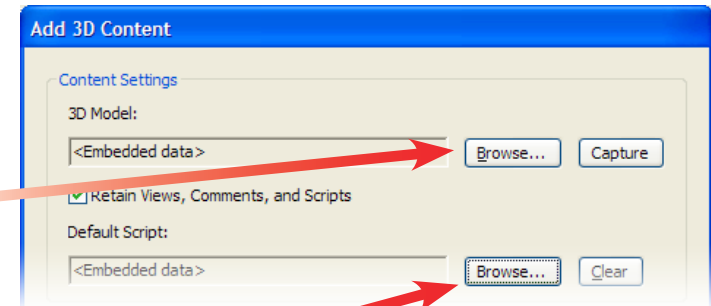 Add 3D Content
Content Settings
3D Model:
<Embedded data> Browse... Capture
Retain Views, Comments, and Scripts
Default Script:
<Embedded data> Browse... Clear